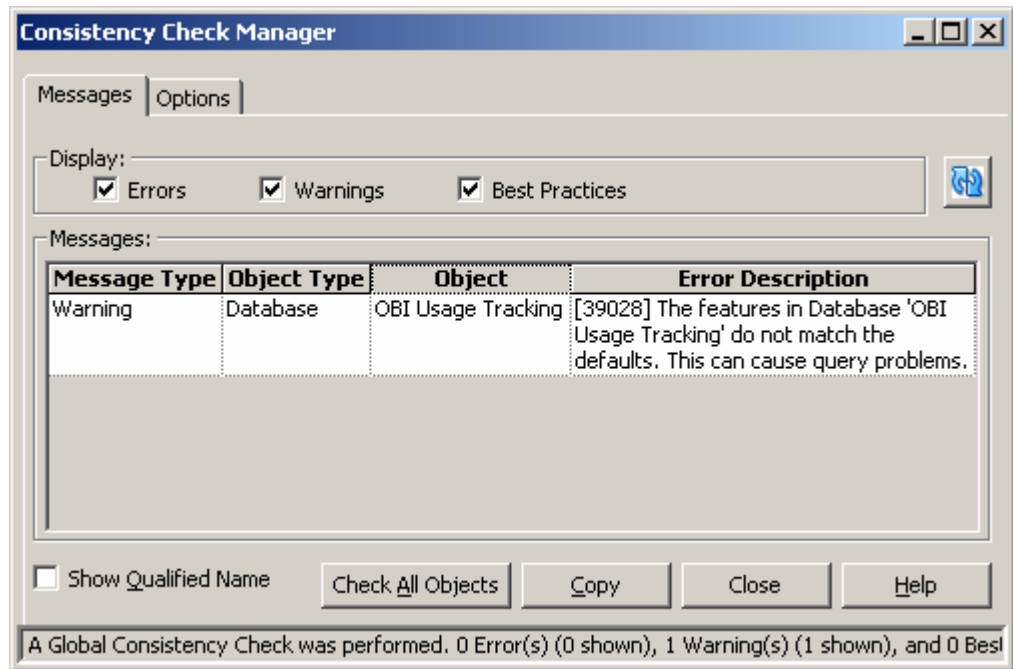 Consistency Check Manager
Messages
Options
Display:
Errors
Warnings
Best Practices
Messages:
Message Type Object Type Object Error Description
Warning Database OBI Usage Tracking [39028] The features in Database 'OBI
Usage Tracking' do not match the
defaults. This can cause query problems.
Show Qualified Name
Check All Objects
Copy
Close
Help
A Global Consistency Check was performed. 0 Error(s) (0 shown), 1 Warning(s) (1 shown), and 0 Best